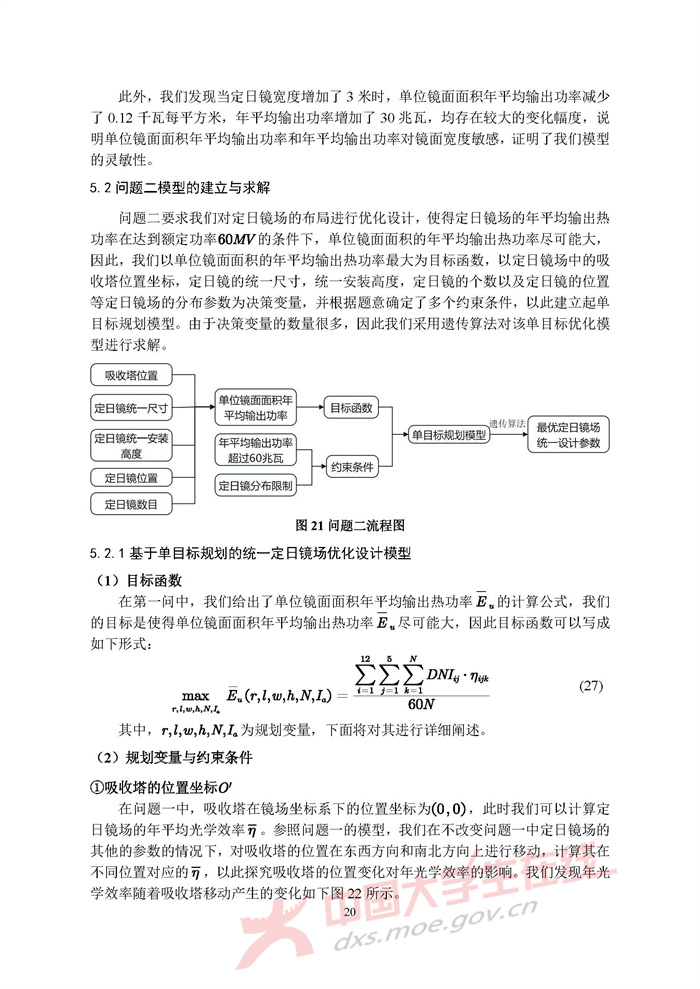 此外，我们发现当定日镜宽度增加了 3 米时，单位镜面面积年平均输出功率减少
了 0.12 千瓦每平方米，年平均输出功率增加了 30 兆瓦，均存在较大的变化幅度，说
明单位镜面面积年平均输出功率和年平均输出功率对镜面宽度敏感，证明了我们模型
的灵敏性。
5.2 问题二模型的建立与求解
问题二要求我们对定日镜场的布局进行优化设计，使得定日镜场的年平均输出热
功率在达到额定功率60MV的条件下，单位镜面面积的年平均输出热功率尽可能大，
因此，我们以单位镜面面积的年平均输出热功率最大为目标函数，以定日镜场中的吸
收塔位置坐标，定日镜的统一尺寸，统一安装高度，定日镜的个数以及定日镜的位置
等定日镜场的分布参数为决策变量，并根据题意确定了多个约束条件，以此建立起单
目标规划模型。由于决策变量的数量很多，因此我们采用遗传算法对该单目标优化模
型进行求解。
吸收塔位置
定日镜统一尺寸
定日镜统一安装
高度
定日镜位置
定日镜数目
单位镜面面积年
平均输出功率
年平均输出功率
超过60兆瓦
定日镜分布限制
目标函数
约束条件
单目标规划模型
遗传算法
最优定日镜场
统一设计参数
图 21 问题二流程图
5.2.1 基于单目标规划的统一定日镜场优化设计模型
（1）目标函数
在第一问中，我们给出了单位镜面面积年平均输出热功率 E̅ᵤ 的计算公式，我们
的目标是使得单位镜面面积年平均输出热功率 E̅ᵤ 尽可能大，因此目标函数可以写成
如下形式：
max_{r,l,w,h,N,Iₐ} E̅ᵤ(r,l,w,h,N,Iₐ) = \frac{\sum_{i=1}^{12}\sum_{j=1}^{5}\sum_{k=1}^{N} DNI_{ij}·η_{ijk}}{60N} (27)
其中，r,l,w,h,N,Iₐ 为规划变量，下面将对其进行详细阐述。
（2）规划变量与约束条件
①吸收塔的位置坐标O′
在问题一中，吸收塔在镜场坐标系下的位置坐标为(0,0)，此时我们可以计算定
日镜场的年平均光学效率 η̅ 。参照问题一的模型，我们在不改变问题一中定日镜场的
其他的参数的情况下，对吸收塔的位置在东西方向和南北方向上进行移动，计算其在
不同位置对应的 η̅ ，以此探究吸收塔的位置变化对年光学效率的影响。我们发现年光
学效率随着吸收塔移动产生的变化如下图 22 所示。
20
中国大学生在线
dxs.moe.gov.cn